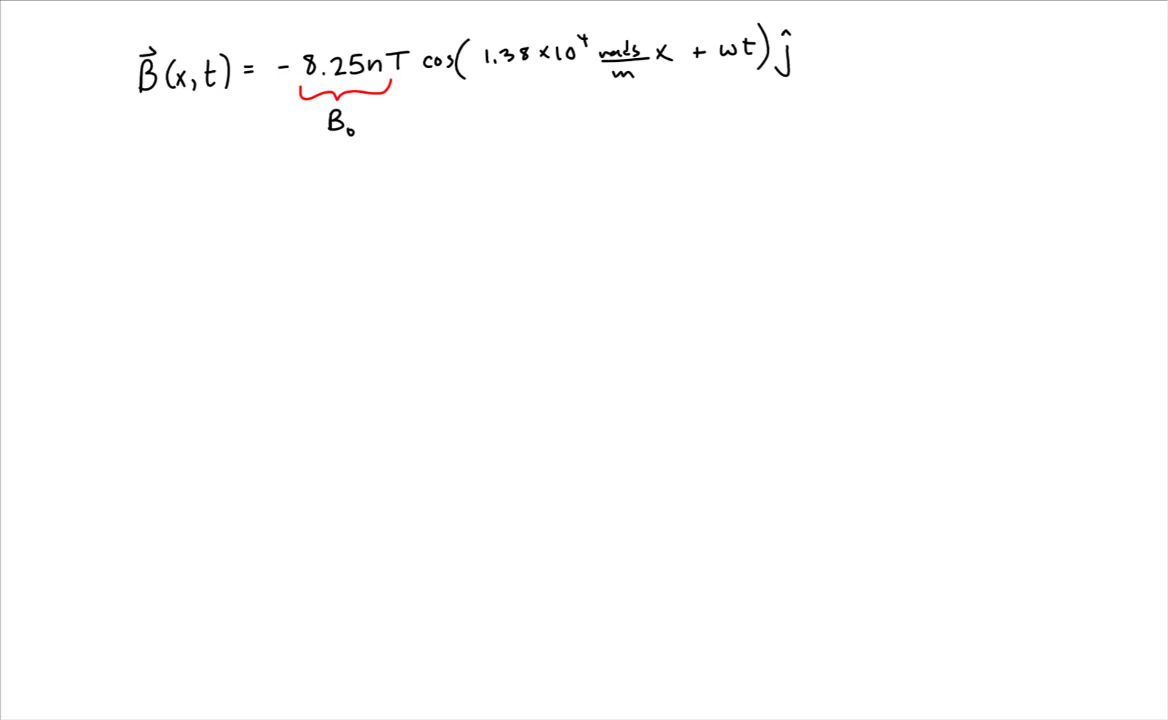 B⃗(x,t) = - 8.25nT cos(1.38×10⁴ rads/m x + ωt) ĵ
B₀